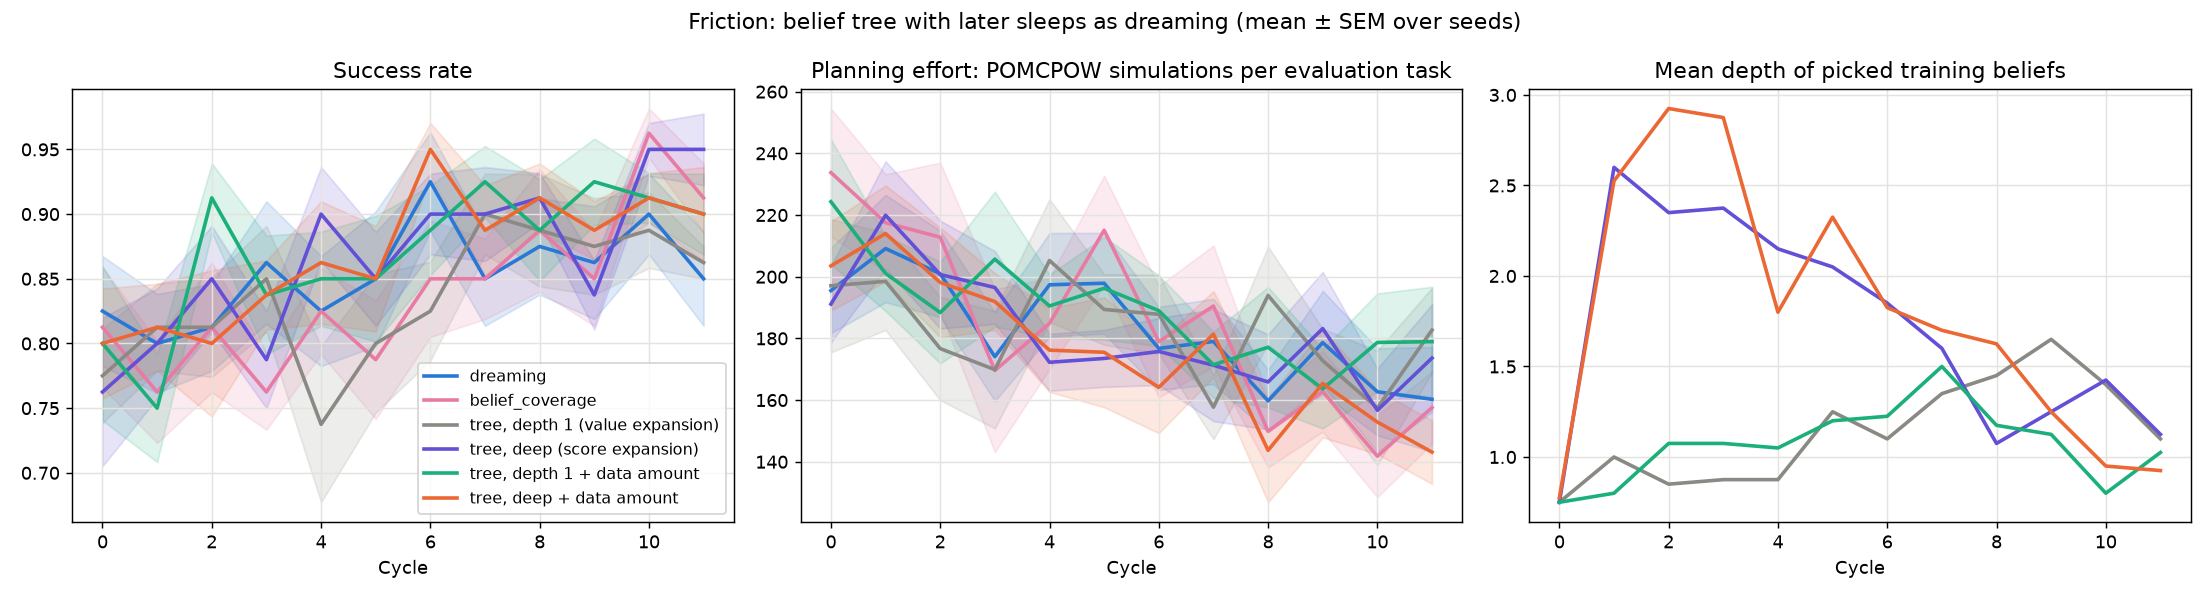 Friction: belief tree with later sleeps as dreaming (mean ± SEM over seeds)
Success rate
0.95
0.90
0.85
0.80
0.75
0.70
0
2
4
6
8
10
Cycle
dreaming
belief_coverage
tree, depth 1 (value expansion)
tree, deep (score expansion)
tree, depth 1 + data amount
tree, deep + data amount
Planning effort: POMCPOW simulations per evaluation task
260
240
220
200
180
160
140
0
2
4
6
8
10
Cycle
Mean depth of picked training beliefs
3.0
2.5
2.0
1.5
1.0
0
2
4
6
8
10
Cycle